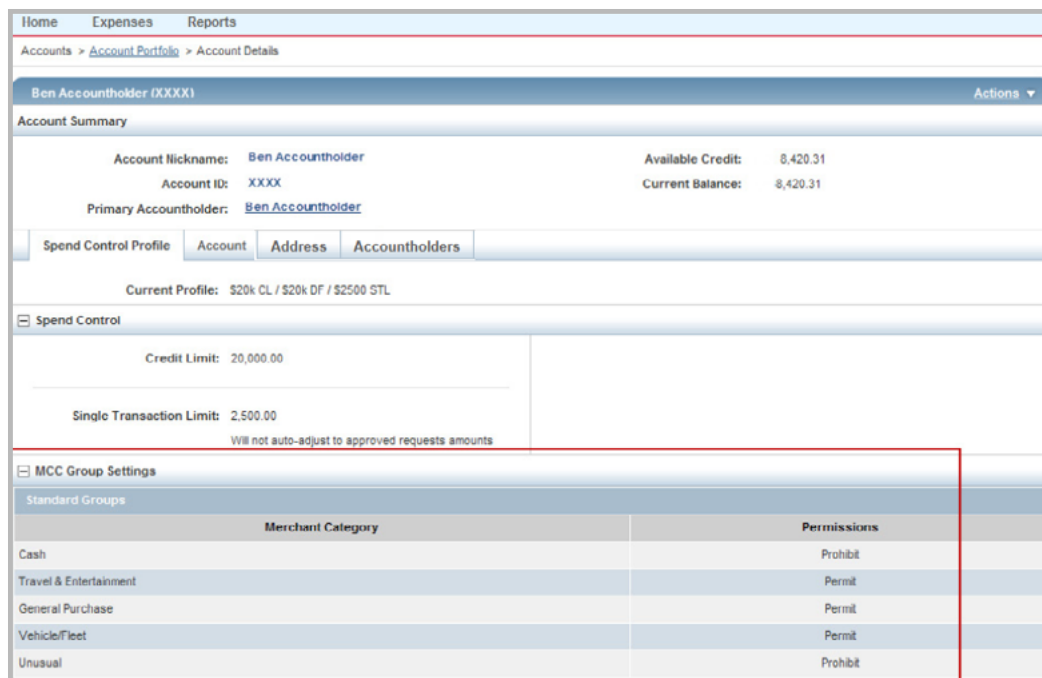 Home Expenses Reports
Accounts > Account Portfolio > Account Details
Ben Accountholder (XXXX) Actions ▼
Account Summary
Account Nickname: Ben Accountholder Available Credit: 8,420.31
Account ID: XXXX Current Balance: 8,420.31
Primary Accountholder: Ben Accountholder
Spend Control Profile Account Address Accountholders
Current Profile: $20k CL / $20k DF / $2500 STL
Spend Control
Credit Limit: 20,000.00
Single Transaction Limit: 2,500.00
Will not auto-adjust to approved requests amounts
MCC Group Settings
Standard Groups
Merchant Category Permissions
Cash Prohibit
Travel & Entertainment Permit
General Purchase Permit
Vehicle/Fleet Permit
Unusual Prohibit